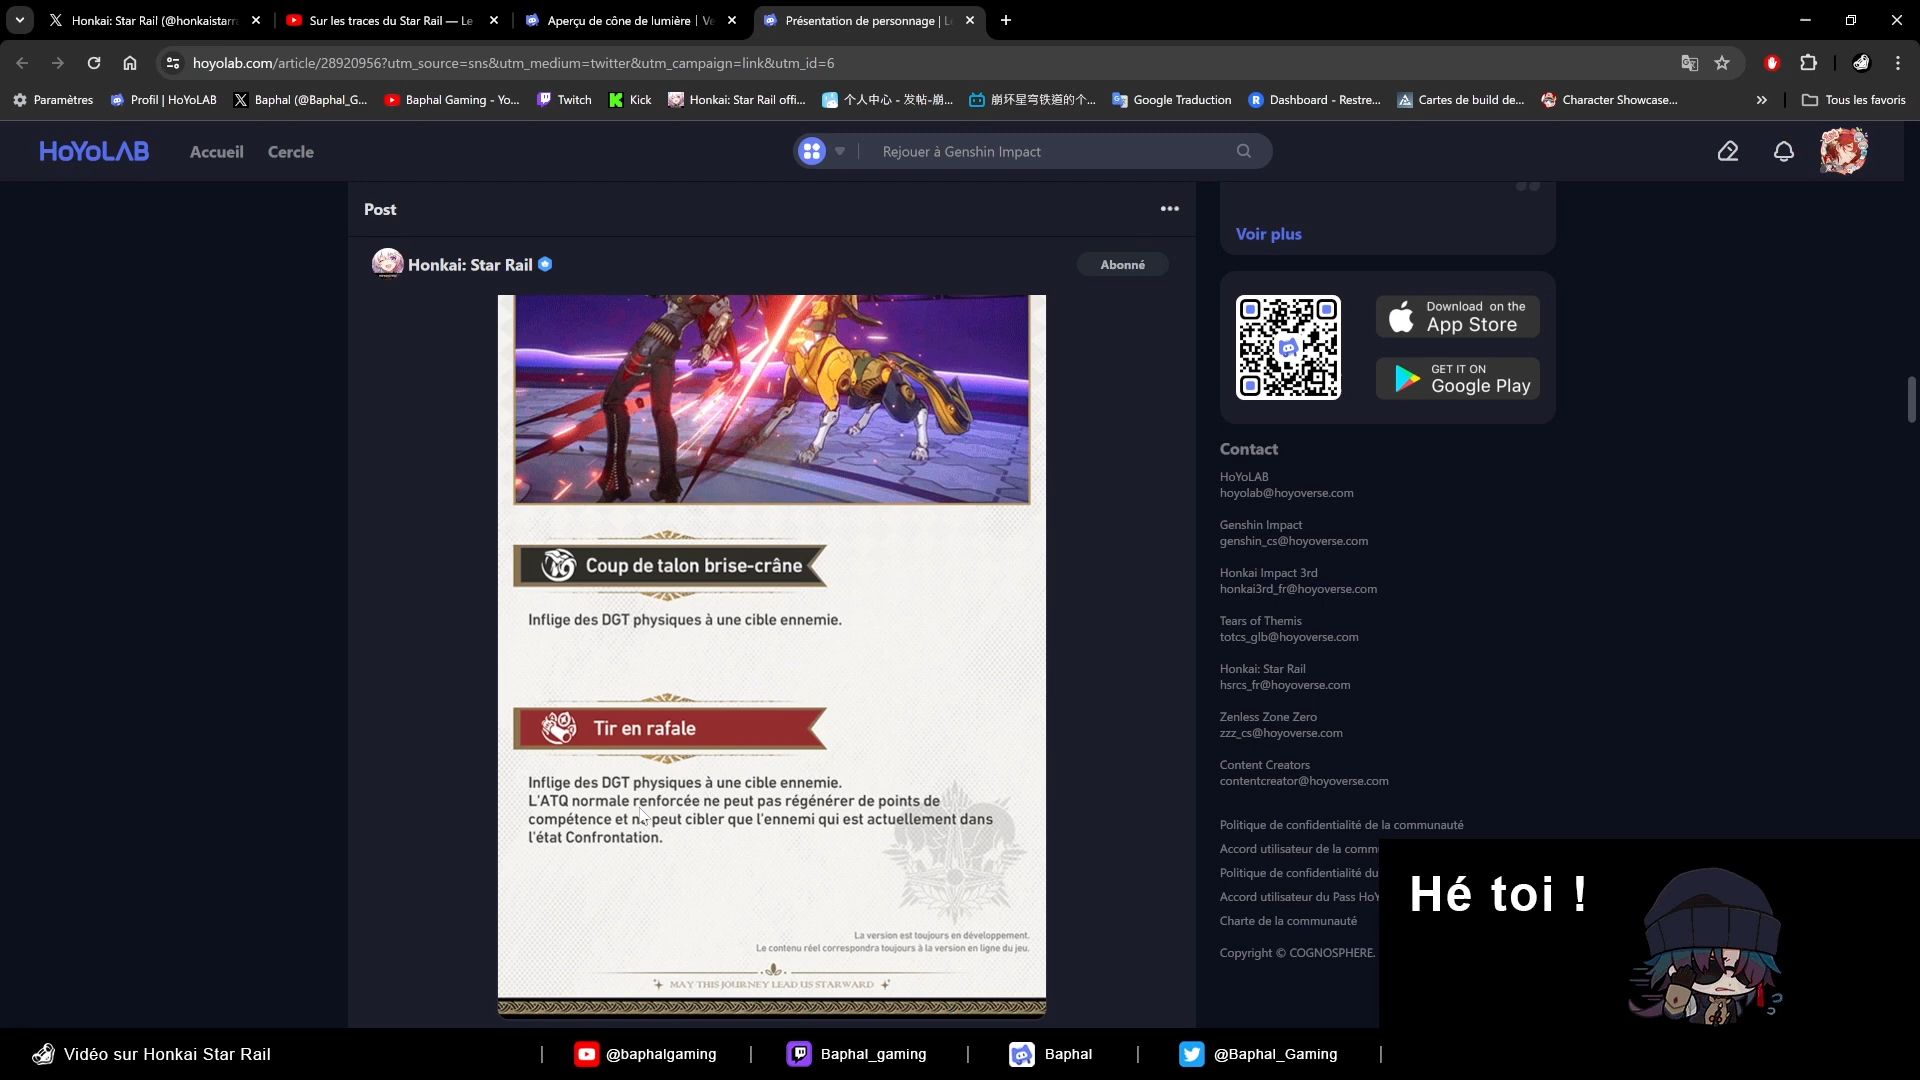 Honkai: Star Rail (@honkaistarra
Sur les traces du Star Rail — Le
Aperçu de cône de lumière | Ve
Présentation de personnage | L
hoyolab.com/article/28920956?utm_source=sns&utm_medium=twitter&utm_campaign=link&utm_id=6
Paramètres
Profil | HoYoLAB
Baphal (@Baphal_G...
Baphal Gaming - Yo...
Twitch
Kick
Honkai: Star Rail offi...
个人中心 - 发帖-崩...
崩坏星穹铁道的个...
Google Traduction
Dashboard - Restre...
Cartes de build de...
Character Showcase...
Tous les favoris
HoYoLAB
Accueil
Cercle
Rejouer à Genshin Impact
Post
Honkai: Star Rail
Abonné
Coup de talon brise-crâne
Inflige des DGT physiques à une cible ennemie.
Tir en rafale
Inflige des DGT physiques à une cible ennemie.
L'ATQ normale renforcée ne peut pas régénérer de points de
compétence et ne peut cibler que l'ennemi qui est actuellement dans
l'état Confrontation.
La version est toujours en développement.
Le contenu réel correspondra toujours à la version en ligne du jeu.
MAY THIS JOURNEY LEAD US STARWARD
Voir plus
Download on the
App Store
GET IT ON
Google Play
Contact
HoYoLAB
hoyolab@hoyoverse.com
Genshin Impact
genshin_cs@hoyoverse.com
Honkai Impact 3rd
honkai3rd_fr@hoyoverse.com
Tears of Themis
totcs_glb@hoyoverse.com
Honkai: Star Rail
hsrcs_fr@hoyoverse.com
Zenless Zone Zero
zzz_cs@hoyoverse.com
Content Creators
contentcreator@hoyoverse.com
Politique de confidentialité de la communauté
Accord utilisateur de la comm
Politique de confidentialité du
Accord utilisateur du Pass HoY
Charte de la communauté
Copyright © COGNOSPHERE.
Hé toi !
Vidéo sur Honkai Star Rail
@baphalgaming
Baphal_gaming
Baphal
@Baphal_Gaming